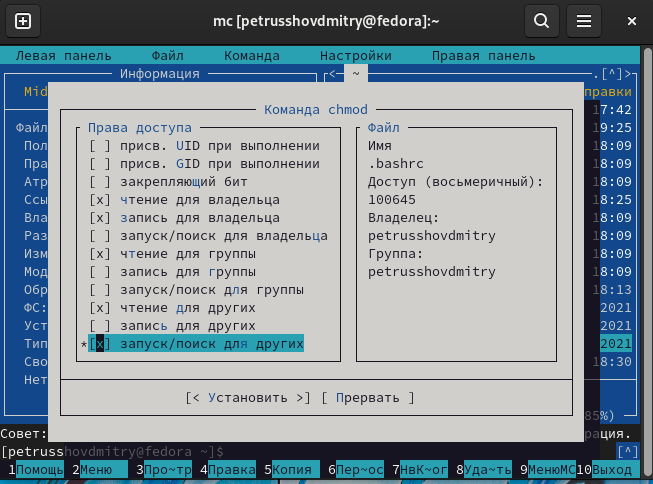 mc [petrusshovdmitry@fedora]:~
Левая панель Файл Команда Настройки Правая панель
Информация <─ ~ .[^]>
Mid правки
Команда chmod 17:42
Файл Права доступа Файл 19:25
Пол [ ] присв. UID при выполнении Имя 18:09
Пра [ ] присв. GID при выполнении .bashrc 18:09
Атр [ ] закрепляющий бит Доступ (восьмеричный): 18:09
Ссы [x] чтение для владельца 100645 18:25
Вла [x] запись для владельца Владелец: 18:09
Раз [ ] запуск/поиск для владельца petrusshovdmitry 18:09
Изм [x] чтение для группы Группа: 18:09
Мод [ ] запись для группы petrusshovdmitry 18:09
Обр [ ] запуск/поиск для группы 18:13
ФС: [x] чтение для других 2021
Уст [ ] запись для других 2021
Тип *[x] запуск/поиск для других 2021
Сво 18:30
Нет
[< Установить >] [ Прервать ]
85%)
Совет: рация.
[petrusshovdmitry@fedora ~]$ [^]
1Помощь 2Меню 3Про~тр 4Правка 5Копия 6Пер~ос 7НвК~ог 8Уда~ть 9МенюMC 10Выход